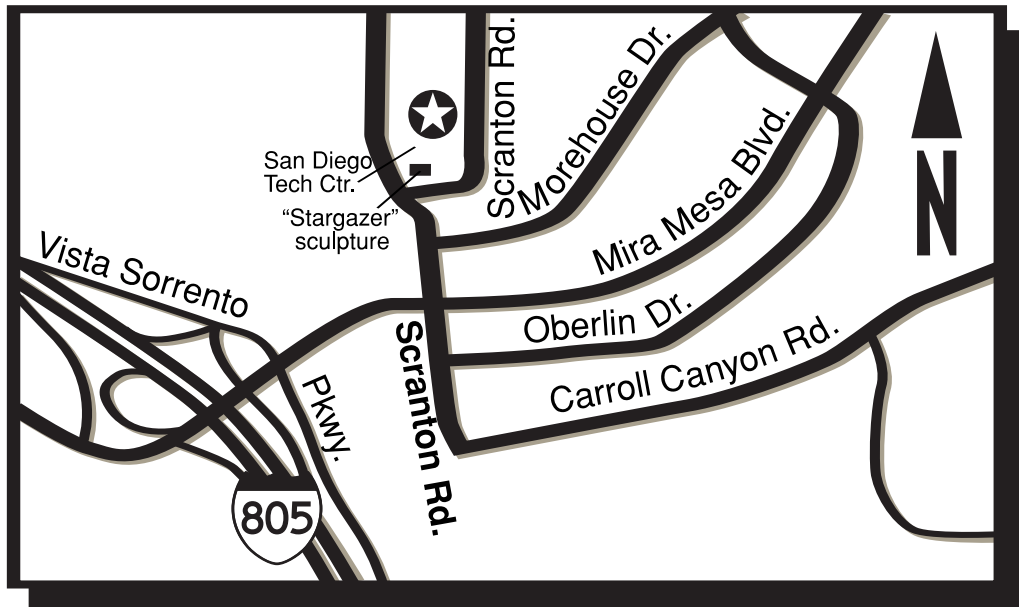 Scranton Rd.
Morehouse Dr.
San Diego
Tech Ctr.
“Stargazer”
sculpture
Mira Mesa Blvd.
N
Vista Sorrento
Pkwy.
Oberlin Dr.
Scranton Rd.
Carroll Canyon Rd.
805